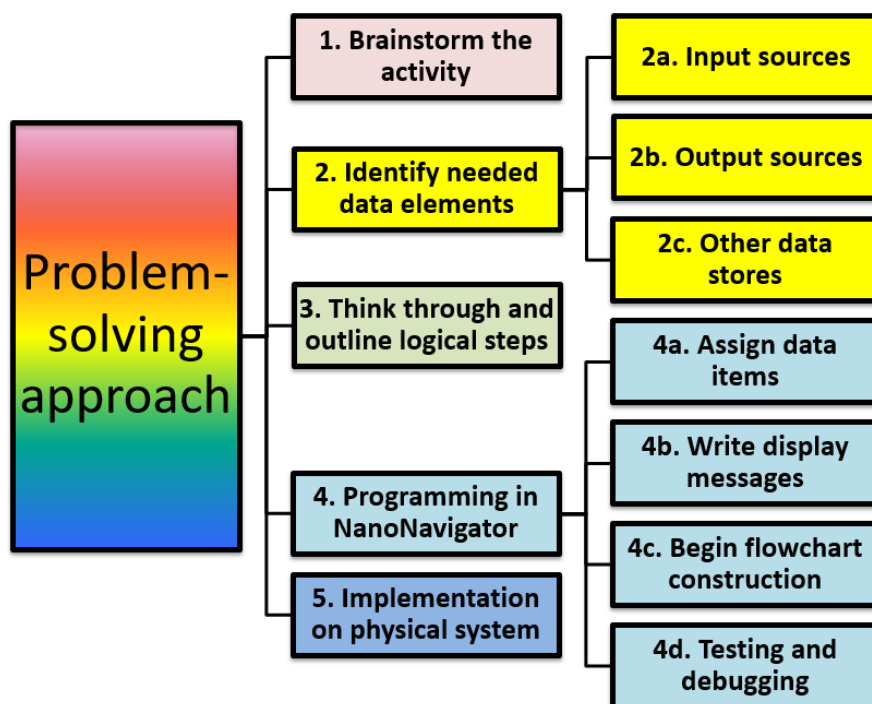 Problem-
solving
approach
1. Brainstorm the
activity
2. Identify needed
data elements
2a. Input sources
2b. Output sources
2c. Other data
stores
3. Think through and
outline logical steps
4. Programming in
NanoNavigator
4a. Assign data
items
4b. Write display
messages
4c. Begin flowchart
construction
4d. Testing and
debugging
5. Implementation
on physical system